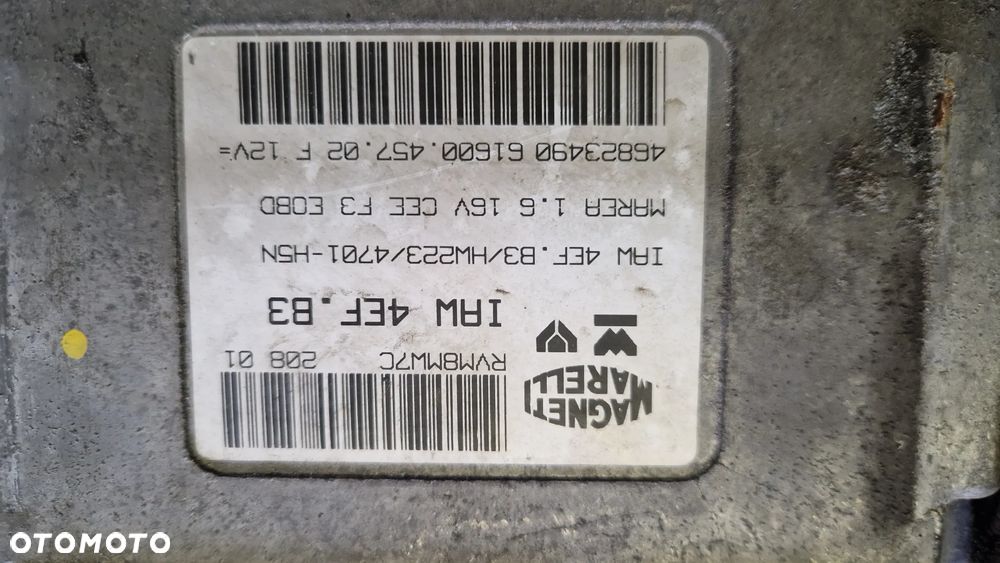 MAGNETI
MARELLI
RVM8MW7C 208 01
IAW 4EF.B3
IAW 4EF.B3/HW223/4701-H5N
MAREA 1.6 16V CEE F3 EOBD
46823490 61600.457.02 F 12V=
OTOMOTO